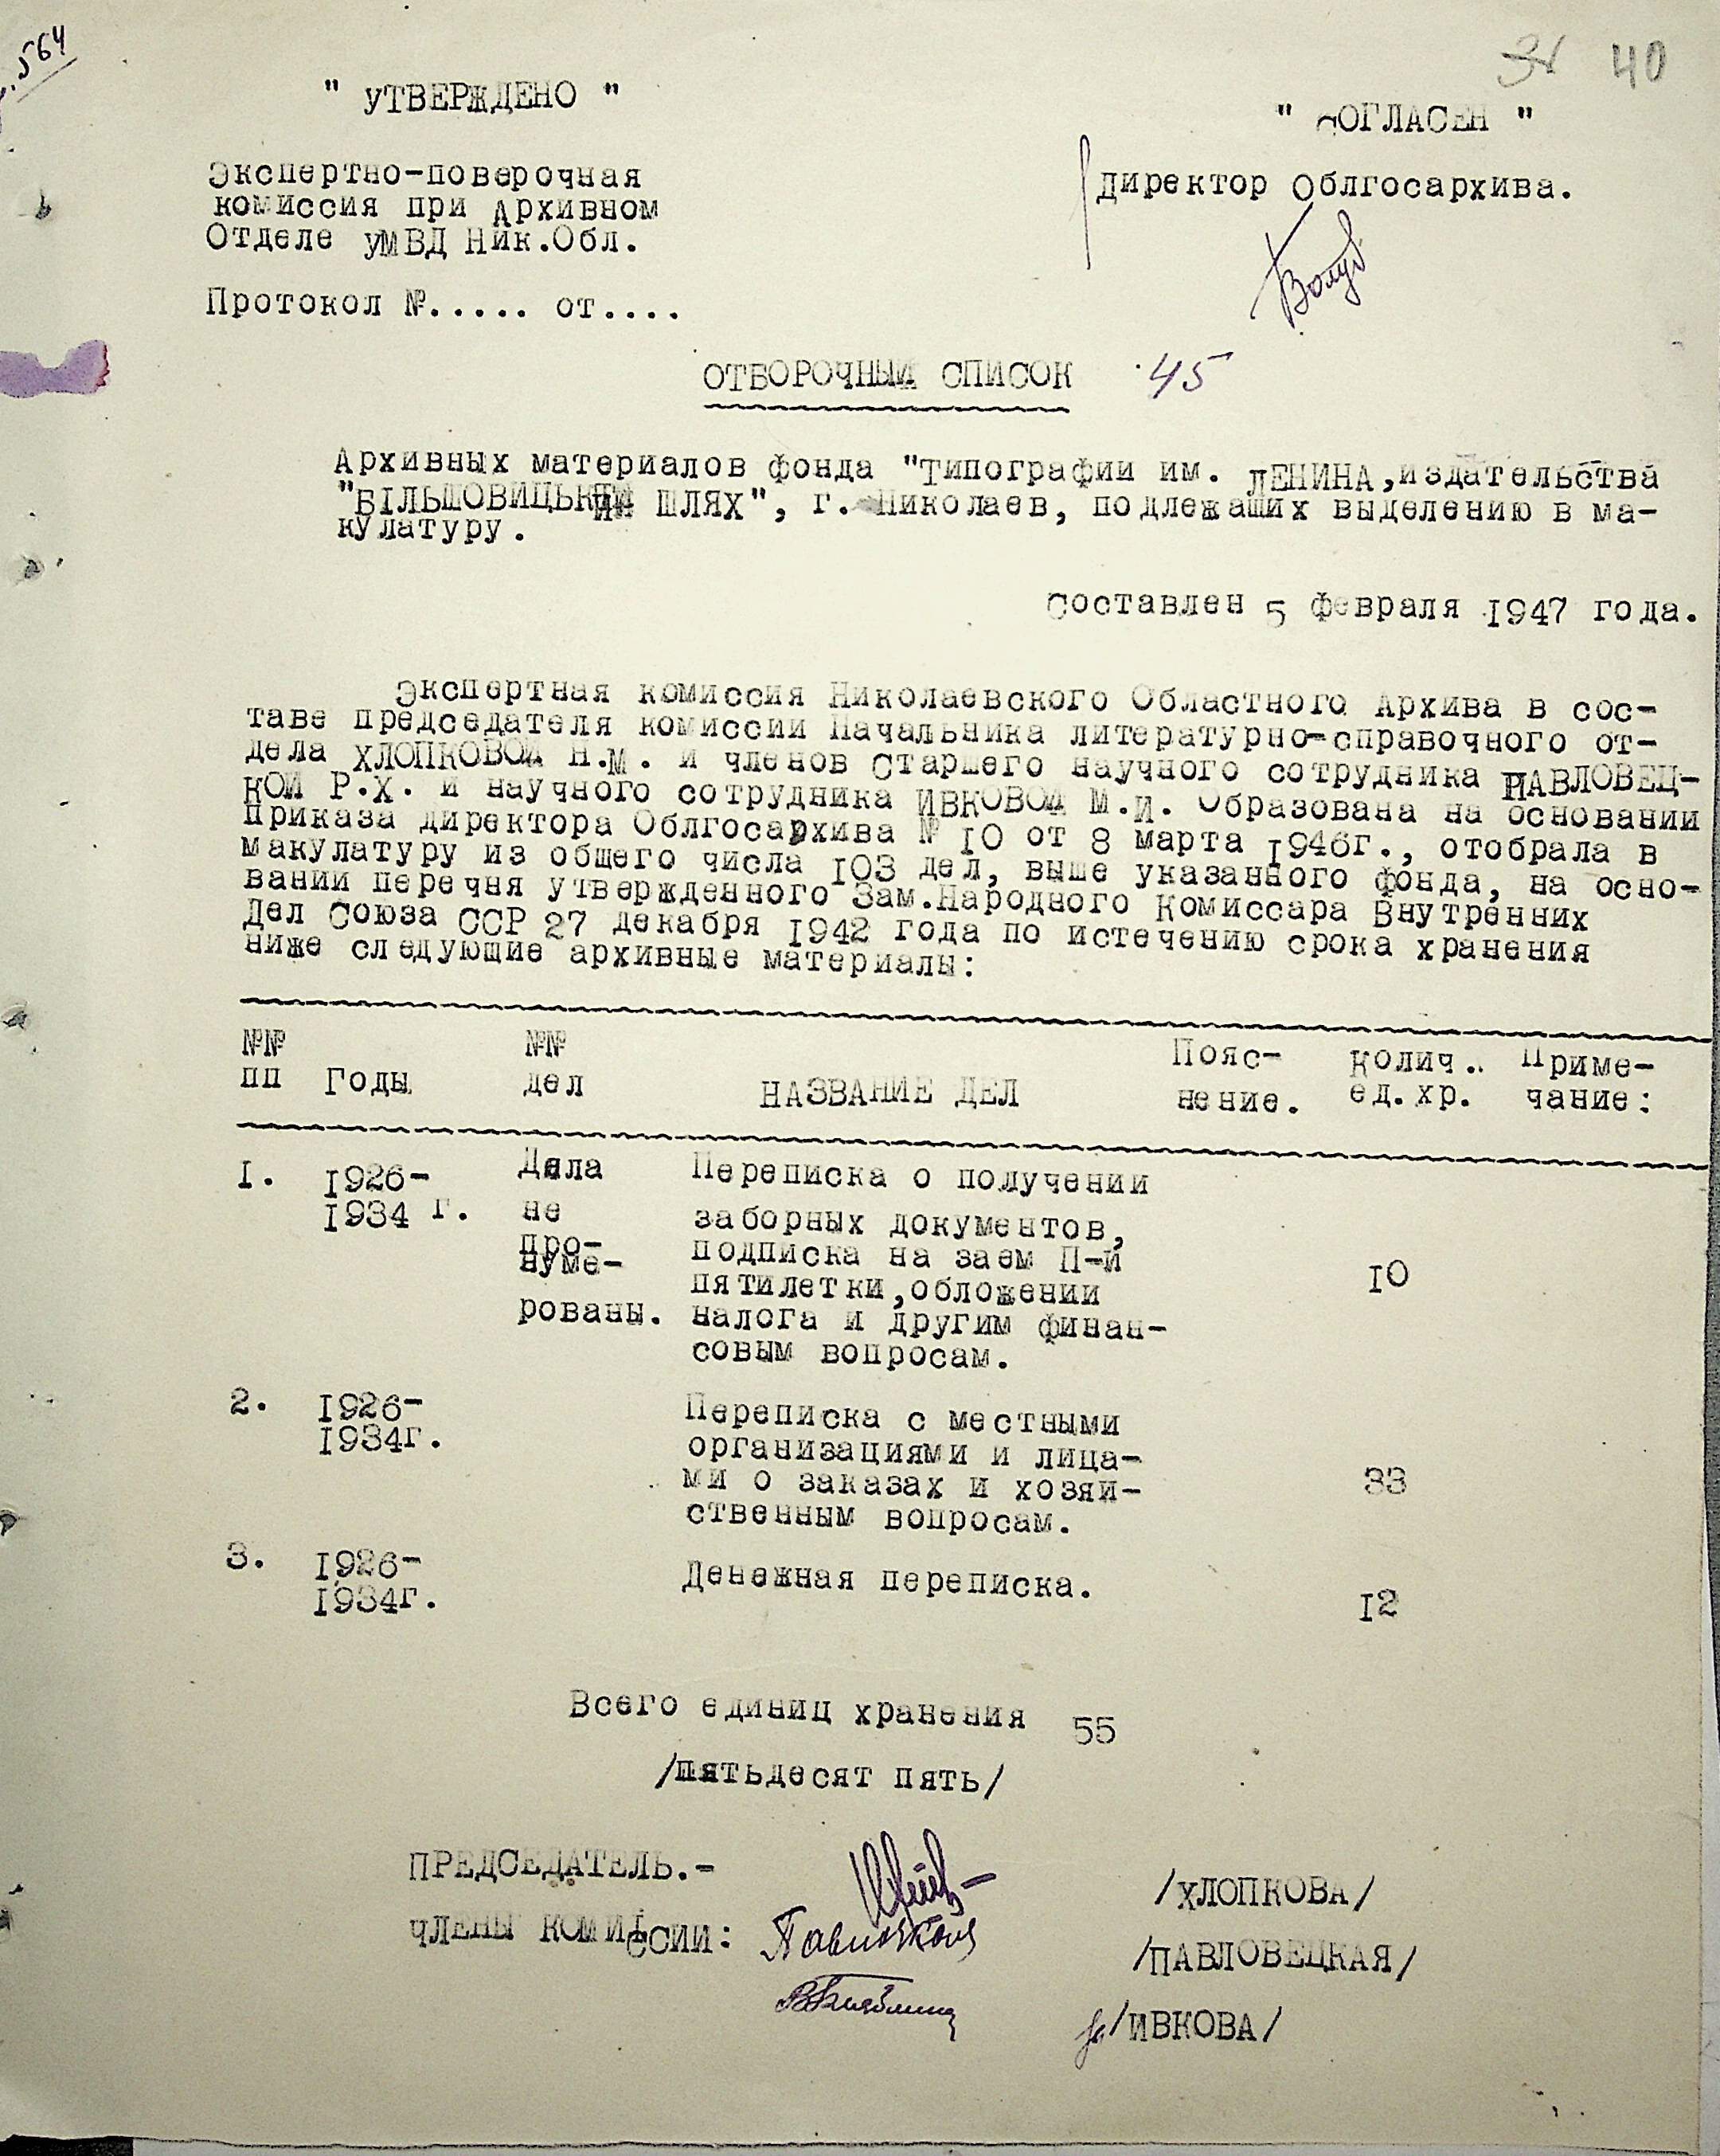 564
31 40
" УТВЕРЖДЕНО "
" СОГЛАСЕН "
Экспертно-поверочная
комиссия при Архивном
Отделе УМВД Ник.Обл.
Директор Облгосархива.
Протокол №..... от....
ОТБОРОЧНЫЙ СПИСОК 45
Архивных материалов фонда "Типографии им. ЛЕНИНА,издательства
"БІЛЬШОВИЦЬКИЙ ШЛЯХ", г. Николаев, подлежащих выделению в ма-
кулатуру.
Составлен 5 февраля 1947 года.
Экспертная комиссия Николаевского Областного Архива в сос-
таве председателя комиссии Начальника литературно-справочного от-
дела ХЛОПКОВОЙ Н.М. и членов Старшего научного сотрудника ПАВЛОВЕЦ-
КОЙ Р.Х. и научного сотрудника ИВКОВОЙ М.И. Образована на основании
Приказа директора Облгосархива № 10 от 8 марта 1946г., отобрала в
макулатуру из общего числа 103 дел, выше указанного фонда, на осно-
вании перечня утвержденного Зам.Народного Комиссара Внутренних
Дел Союза ССР 27 декабря 1942 года по истечению срока хранения
ниже следующие архивные материалы:
№№ пп Годы №№ дел НАЗВАНИЕ ДЕЛ Пояс- нение. Колич.. ед.хр. Приме- чание:
1. 1926- Дела Переписка о получении
1934 г. не заборных документов,
про- подписка на заем П-й
нуме- пятилетки,обложении 10
рованы. налога и другим финан-
совым вопросам.
2. 1926- Переписка с местными
1934г. организациями и лица-
ми о заказах и хозяй- 33
ственным вопросам.
3. 1926- Денежная переписка.
1934г. 12
Всего единиц хранения 55
/пятьдесят пять/
ПРЕДСЕДАТЕЛЬ.- /ХЛОПКОВА/
ЧЛЕНЫ КОМИССИИ: /ПАВЛОВЕЦКАЯ/
/ИВКОВА/